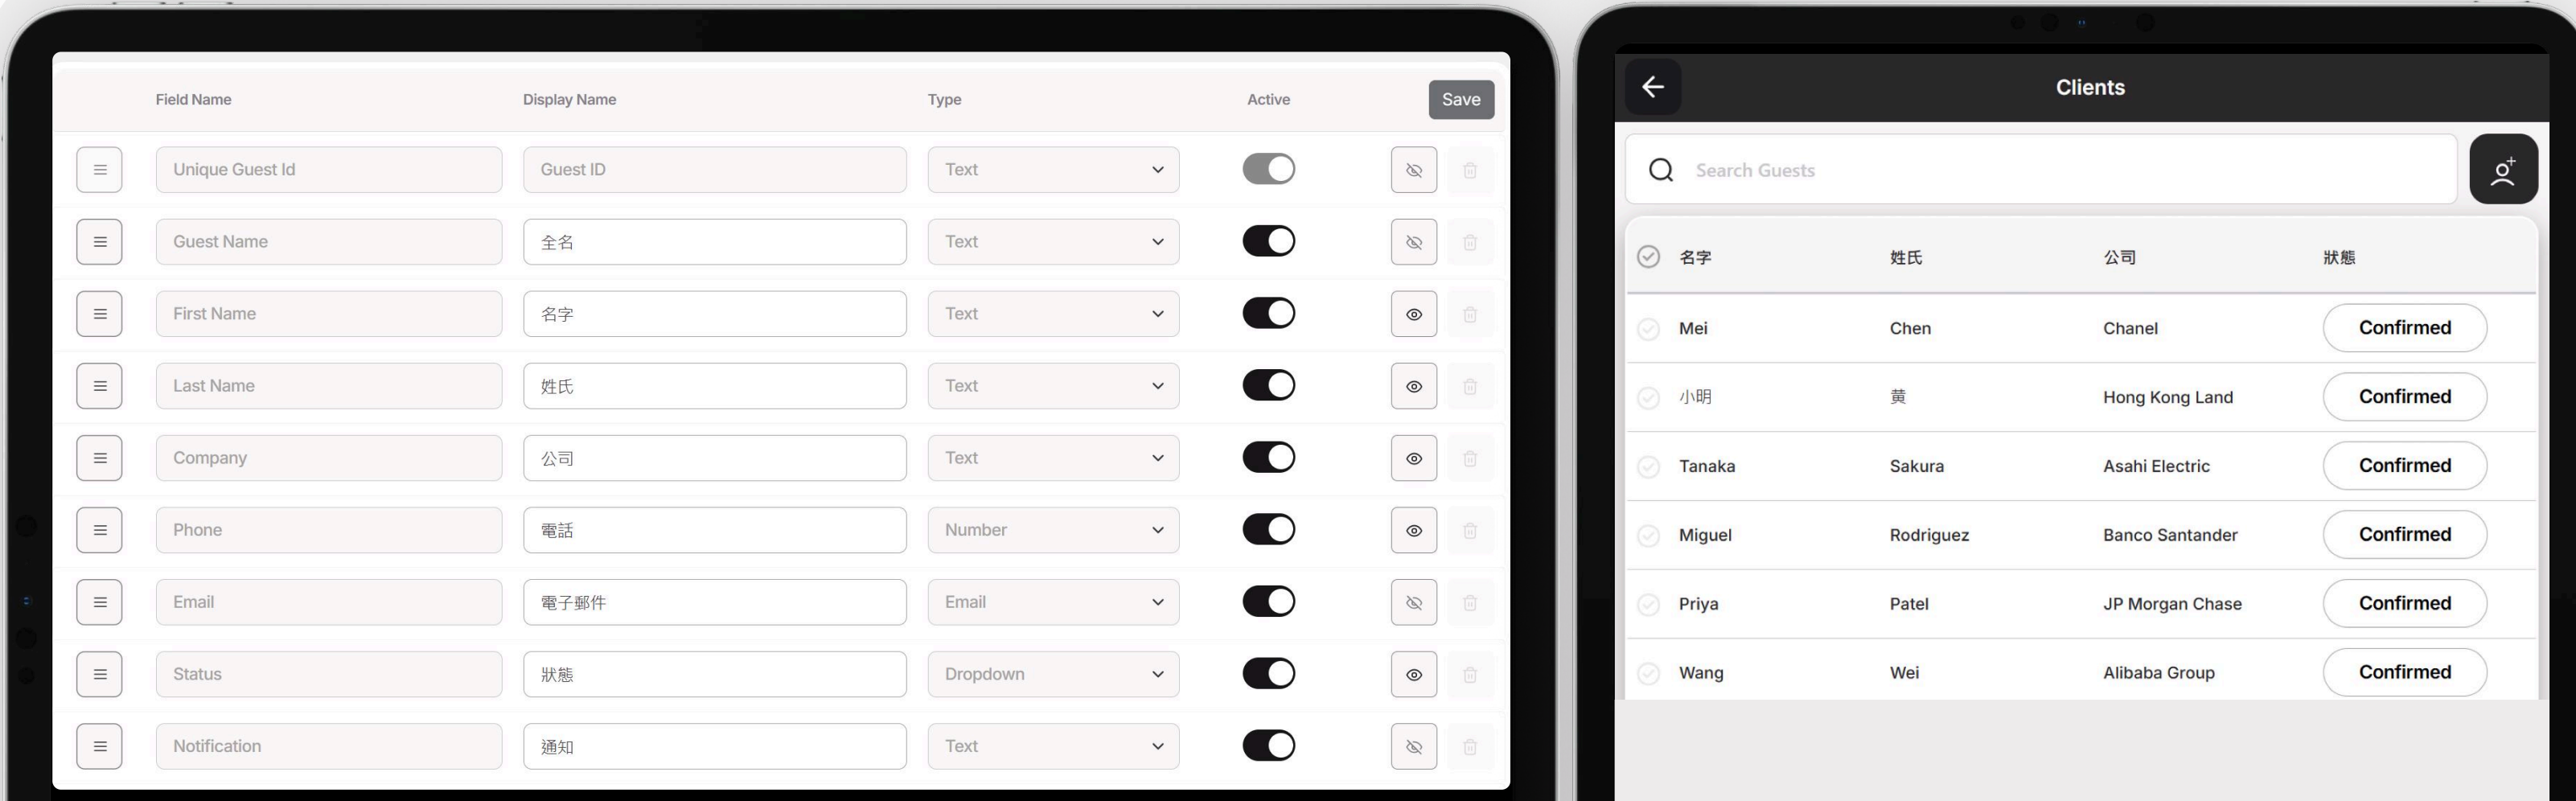 Field Name Display Name Type Active Save
Unique Guest Id Guest ID Text
Guest Name 全名 Text
First Name 名字 Text
Last Name 姓氏 Text
Company 公司 Text
Phone 電話 Number
Email 電子郵件 Email
Status 狀態 Dropdown
Notification 通知 Text
Clients
Search Guests
名字 姓氏 公司 狀態
Mei Chen Chanel Confirmed
小明 黄 Hong Kong Land Confirmed
Tanaka Sakura Asahi Electric Confirmed
Miguel Rodriguez Banco Santander Confirmed
Priya Patel JP Morgan Chase Confirmed
Wang Wei Alibaba Group Confirmed